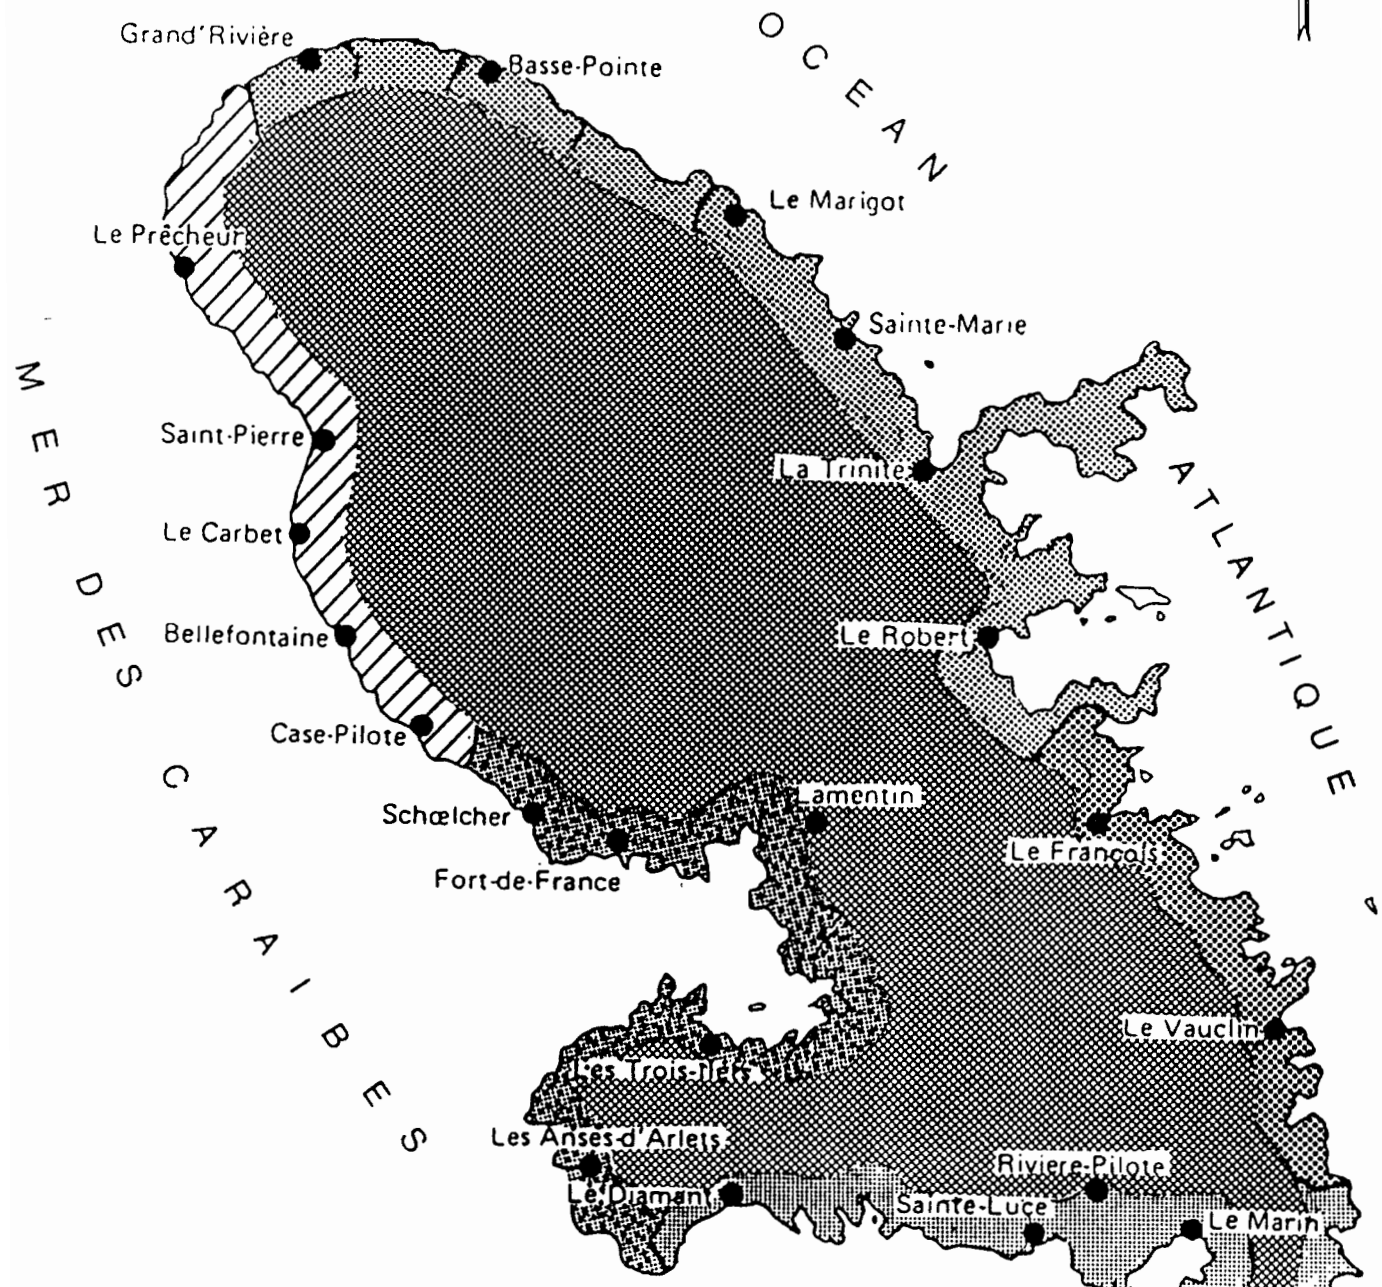 OCEAN
Grand'Rivière
Basse-Pointe
Le Marigot
Le Prêcheur
Sainte-Marie
MER DES CARAIBES
ATLANTIQUE
Saint-Pierre
La Trinité
Le Carbet
Bellefontaine
Le Robert
Case-Pilote
Lamentin
Schœlcher
Le François
Fort-de-France
Le Vauclin
Les Trois-Ilets
Les Anses-d'Arlets
Rivière-Pilote
Le Diamant
Sainte-Luce
Le Marin